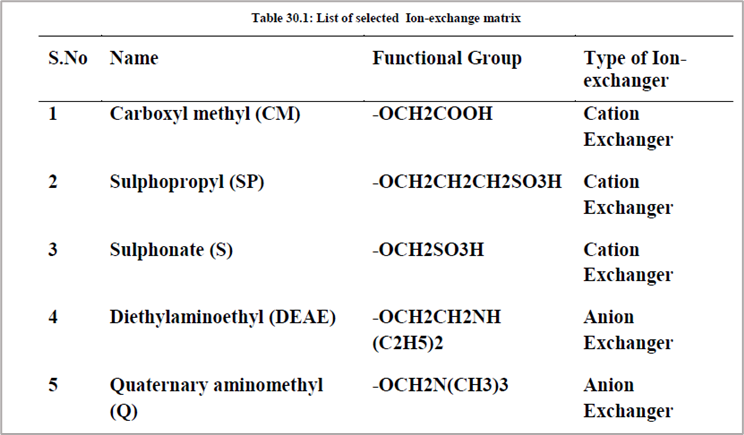 Table 30.1: List of selected Ion-exchange matrix
S.No Name Functional Group Type of Ion-
exchanger
1 Carboxyl methyl (CM) -OCH2COOH Cation
Exchanger
2 Sulphopropyl (SP) -OCH2CH2CH2SO3H Cation
Exchanger
3 Sulphonate (S) -OCH2SO3H Cation
Exchanger
4 Diethylaminoethyl (DEAE) -OCH2CH2NH Anion
(C2H5)2 Exchanger
5 Quaternary aminomethyl -OCH2N(CH3)3 Anion
(Q) Exchanger